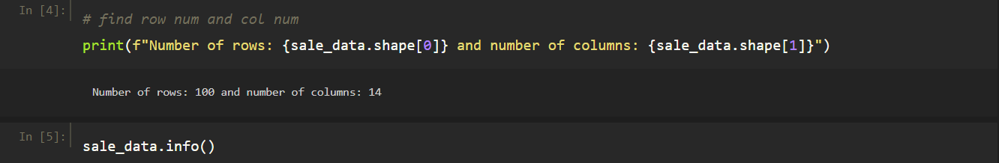 In [4]:
# find row num and col num
print(f"Number of rows: {sale_data.shape[0]} and number of columns: {sale_data.shape[1]}")
Number of rows: 100 and number of columns: 14
In [5]:
sale_data.info()